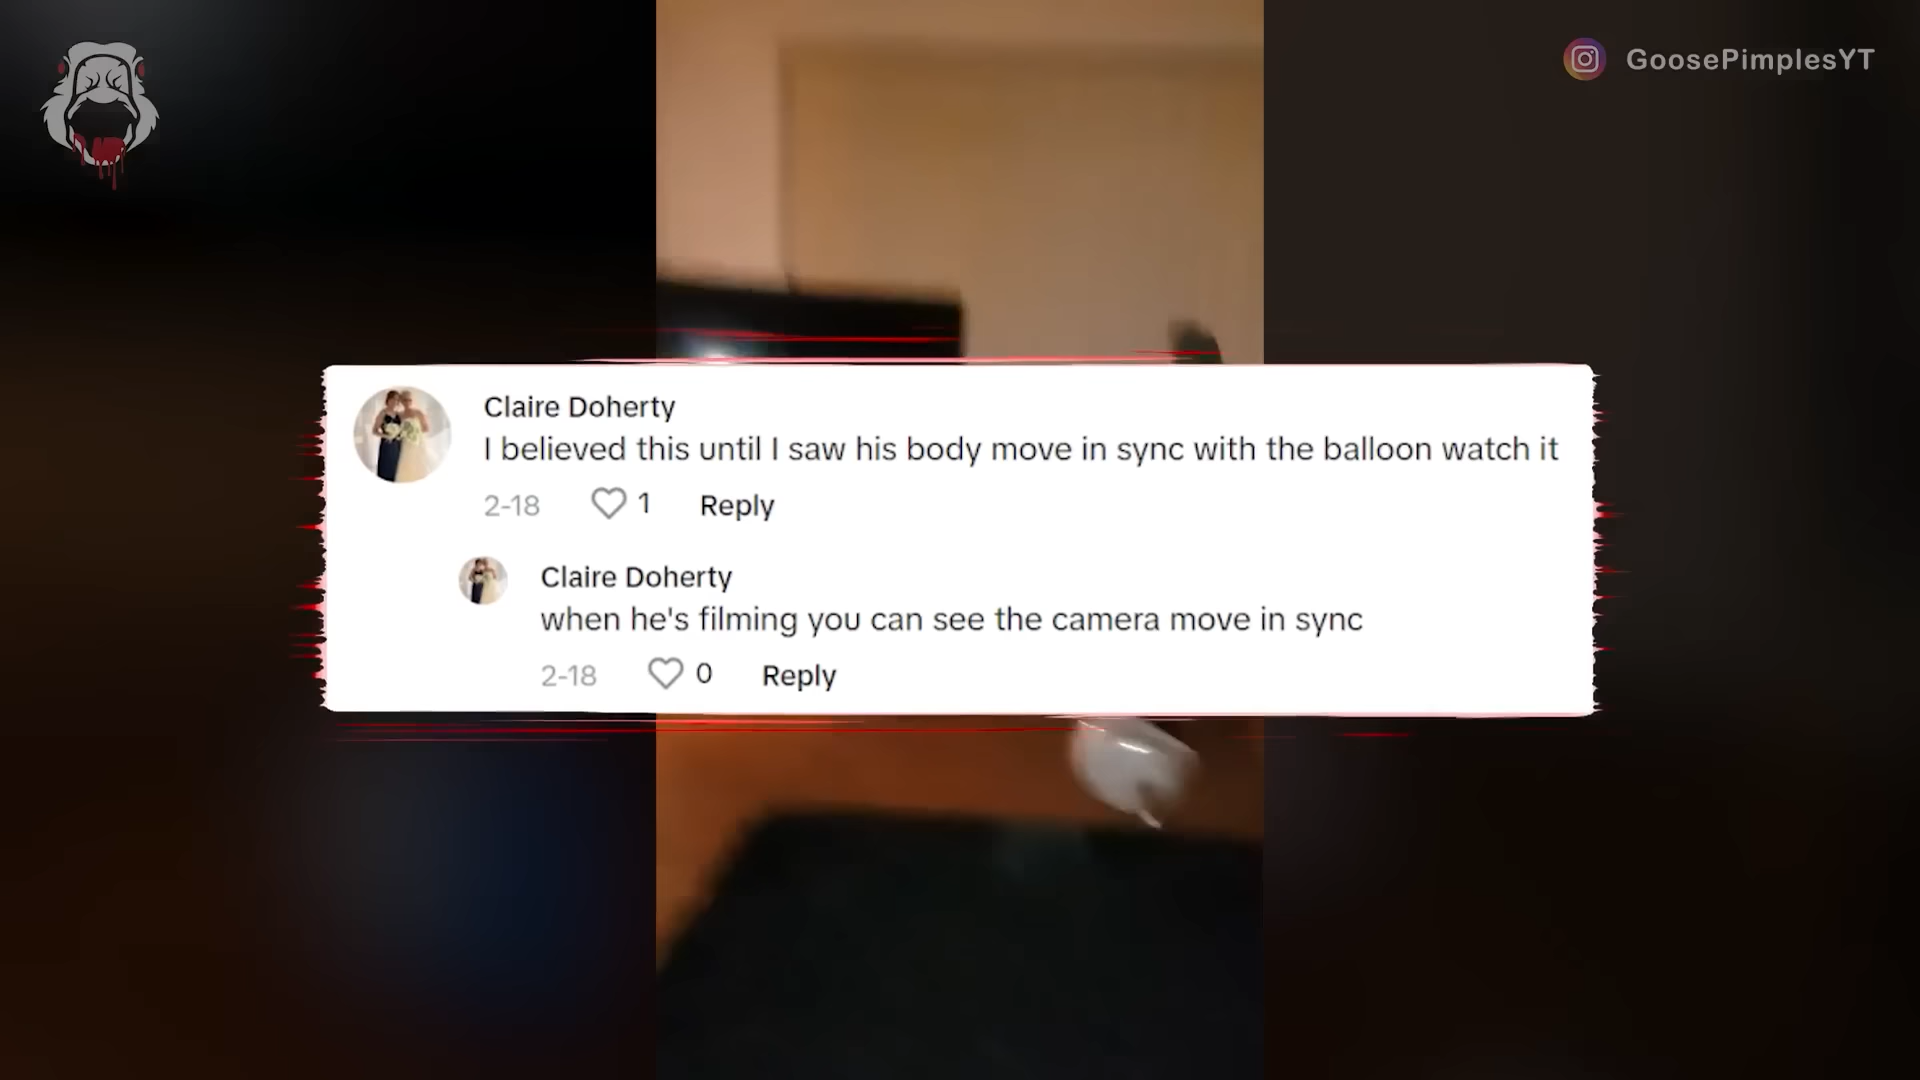 GoosePimplesYT
Claire Doherty
I believed this until I saw his body move in sync with the balloon watch it
2-18 1 Reply
Claire Doherty
when he's filming you can see the camera move in sync
2-18 0 Reply